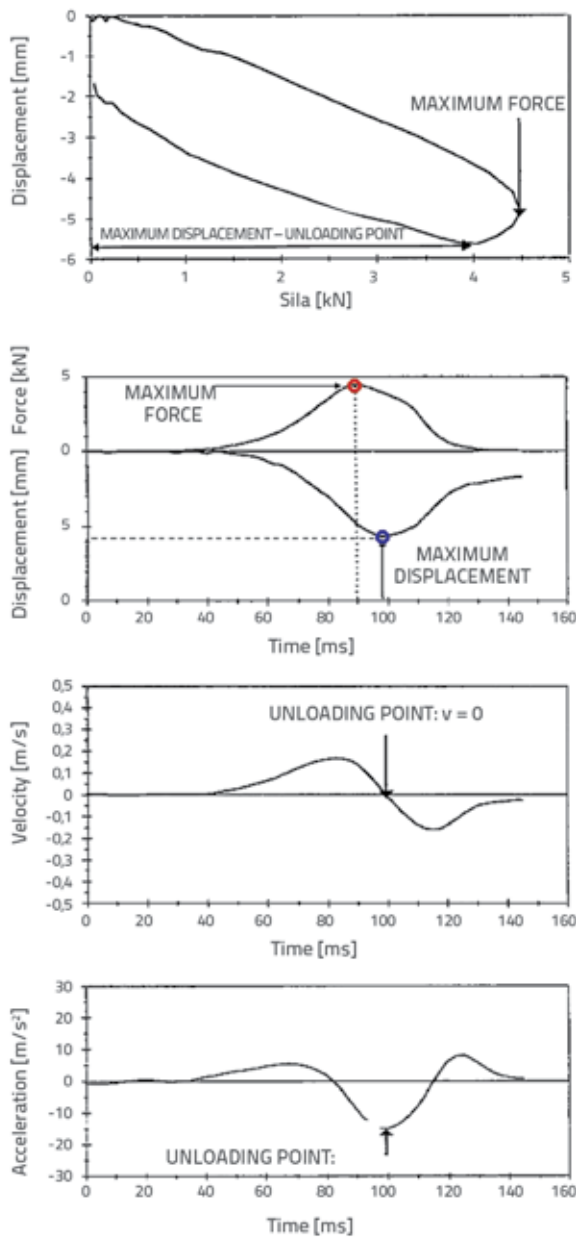 Displacement [mm]
0
-1
-2
-3
-4
-5
-6
MAXIMUM FORCE
MAXIMUM DISPLACEMENT – UNLOADING POINT
0 1 2 3 4 5
Sila [kN]
Force [kN]
5
0
MAXIMUM
FORCE
Displacement [mm]
5
0
MAXIMUM
DISPLACEMENT
0 20 40 60 80 100 120 140 160
Time [ms]
Velocity [m/s]
0,5
0,4
0,3
0,2
0,1
0
-0,1
-0,2
-0,3
-0,4
-0,5
UNLOADING POINT: v = 0
0 20 40 60 80 100 120 140 160
Time [ms]
Acceleration [m/s²]
30
20
10
0
-10
-20
-30
UNLOADING POINT:
0 20 40 60 80 100 120 140 160
Time [ms]